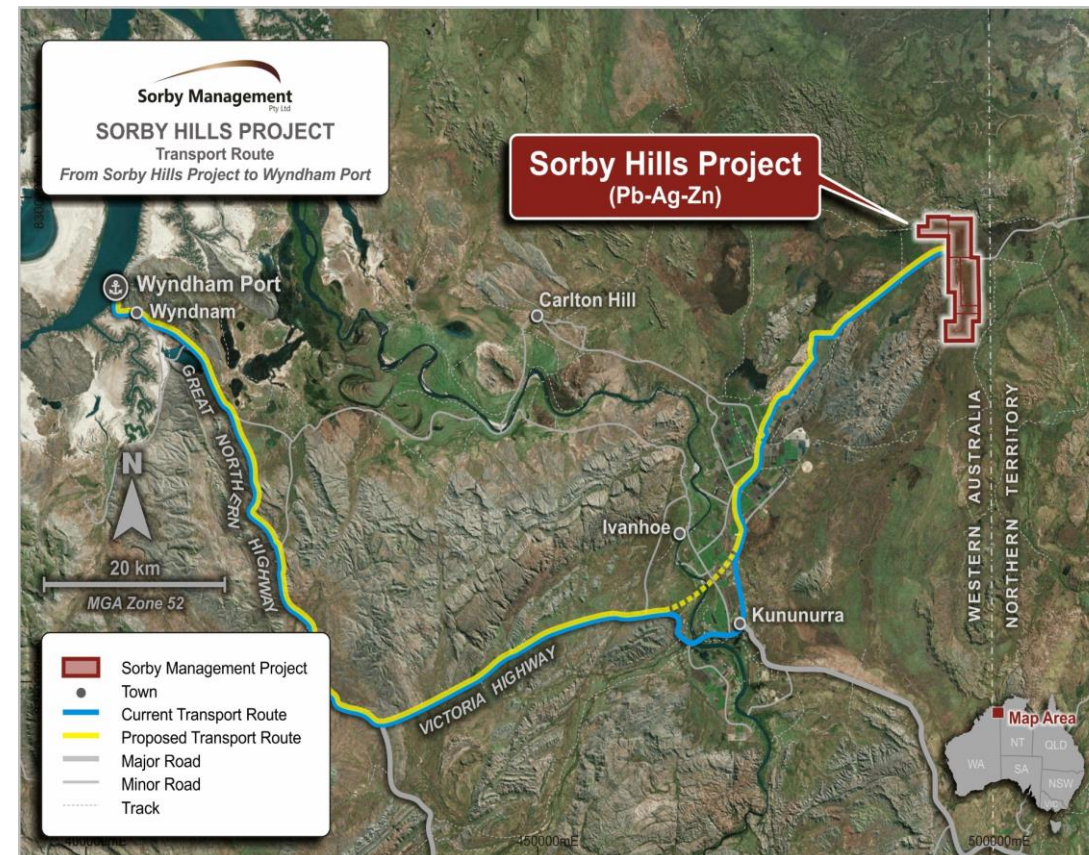 Sorby Management
Pty Ltd
SORBY HILLS PROJECT
Transport Route
From Sorby Hills Project to Wyndham Port
Sorby Hills Project
(Pb-Ag-Zn)
Wyndham Port
Wyndnam
Carlton Hill
GREAT NORTHERN HIGHWAY
N
20 km
MGA Zone 52
Ivanhoe
Kununurra
VICTORIA HIGHWAY
WESTERN AUSTRALIA
NORTHERN TERRITORY
Sorby Management Project
Town
Current Transport Route
Proposed Transport Route
Major Road
Minor Road
Track
Map Area
WA
NT
QLD
SA
NSW
500000mE